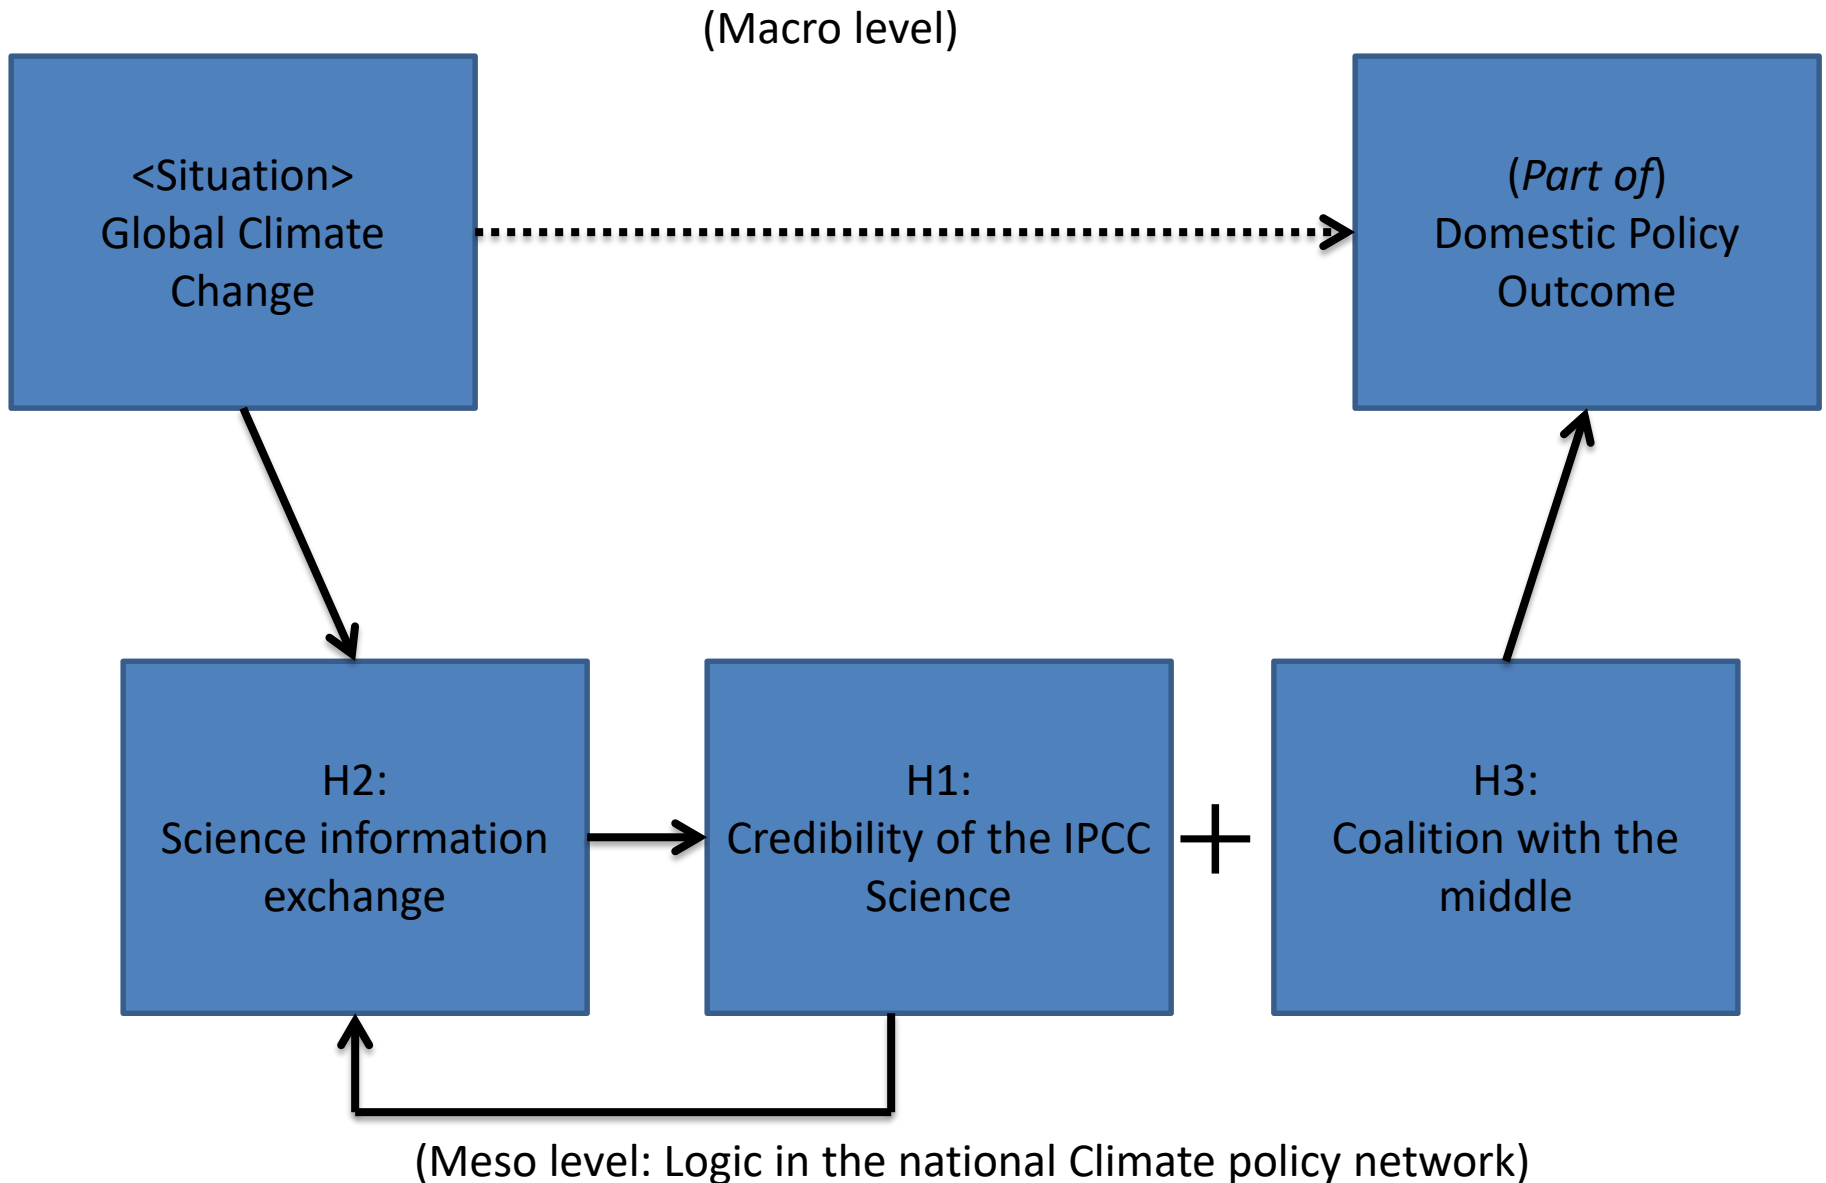 (Macro level)
<Situation>
Global Climate
Change
(Part of)
Domestic Policy
Outcome
H2:
Science information
exchange
H1:
Credibility of the IPCC
Science
+
H3:
Coalition with the
middle
(Meso level: Logic in the national Climate policy network)